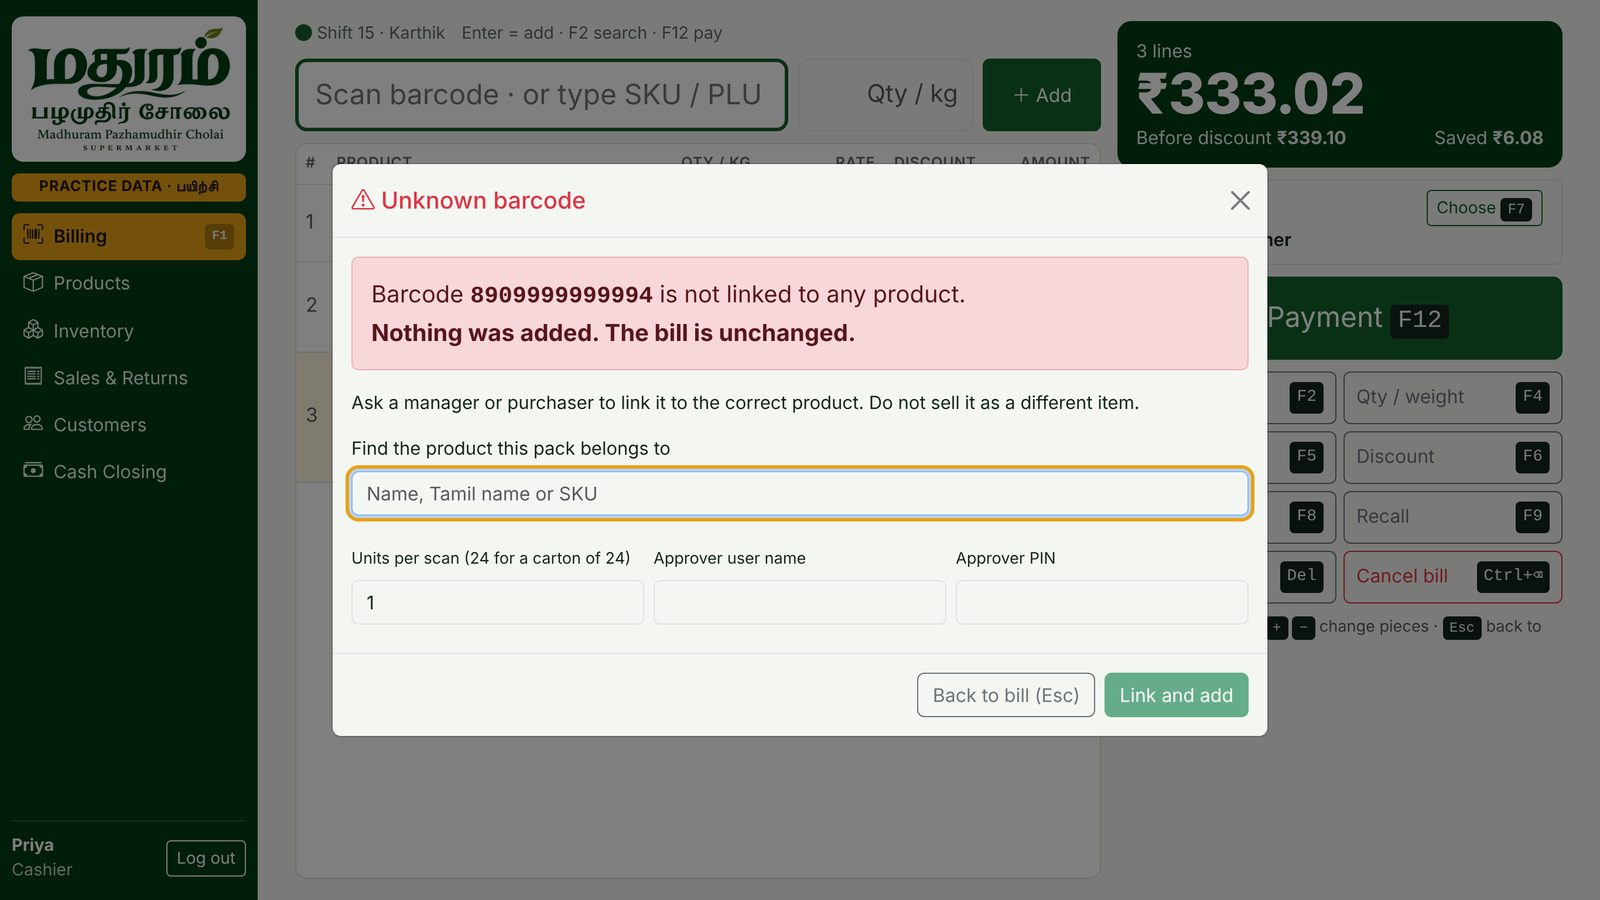 மதுரம்
பழமுதிர் சோலை
Madhuram Pazhamudhir Cholai
SUPERMARKET
PRACTICE DATA · பயிற்சி
Billing F1
Products
Inventory
Sales & Returns
Customers
Cash Closing
Priya
Cashier
Log out
Shift 15 · Karthik Enter = add · F2 search · F12 pay
Scan barcode · or type SKU / PLU
Qty / kg
+ Add
# PRODUCT QTY / KG RATE DISCOUNT AMOUNT
1
2
3
3 lines
₹333.02
Before discount ₹339.10 Saved ₹6.08
Choose F7
Payment F12
F2 Qty / weight F4
F5 Discount F6
F8 Recall F9
Del Cancel bill Ctrl+⌫
+ − change pieces · Esc back to
Unknown barcode
Barcode 8909999999994 is not linked to any product.
Nothing was added. The bill is unchanged.
Ask a manager or purchaser to link it to the correct product. Do not sell it as a different item.
Find the product this pack belongs to
Name, Tamil name or SKU
Units per scan (24 for a carton of 24) Approver user name Approver PIN
1
Back to bill (Esc) Link and add